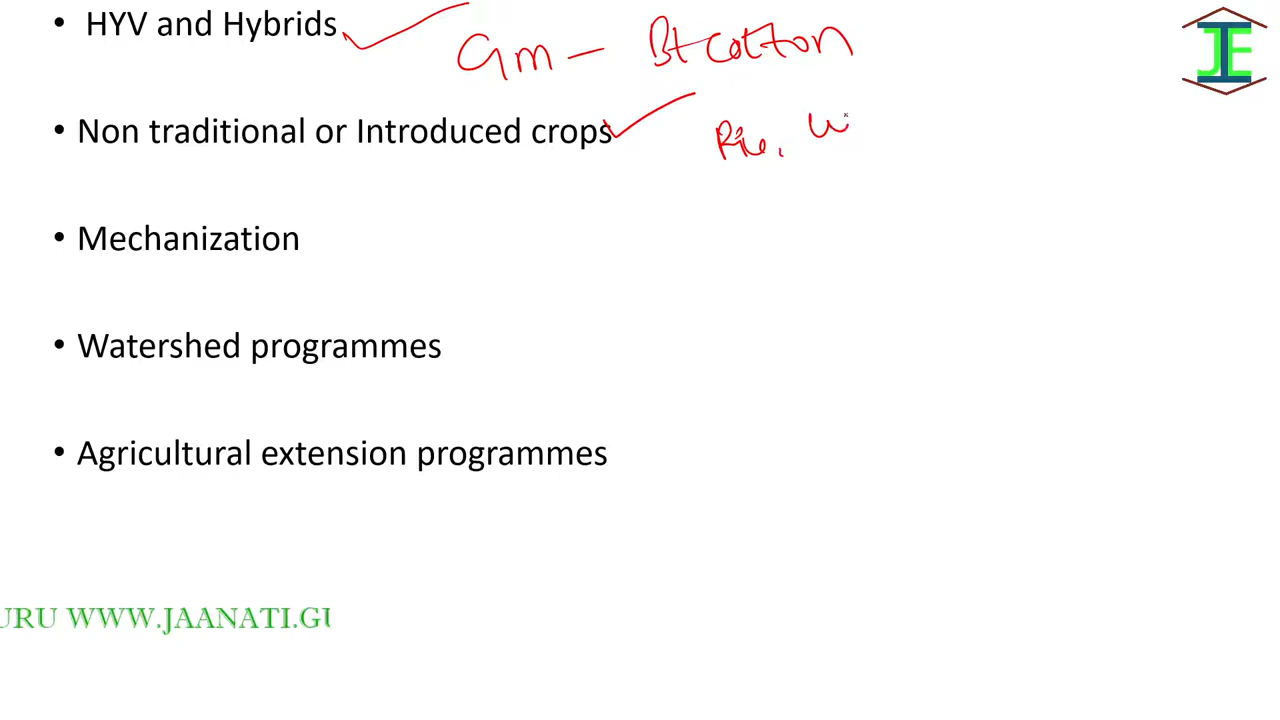 • HYV and Hybrids
Gm – Bt cotton
• Non traditional or Introduced crops
Rice, W
• Mechanization
• Watershed programmes
• Agricultural extension programmes
URU WWW.JAANATI.GU
JE